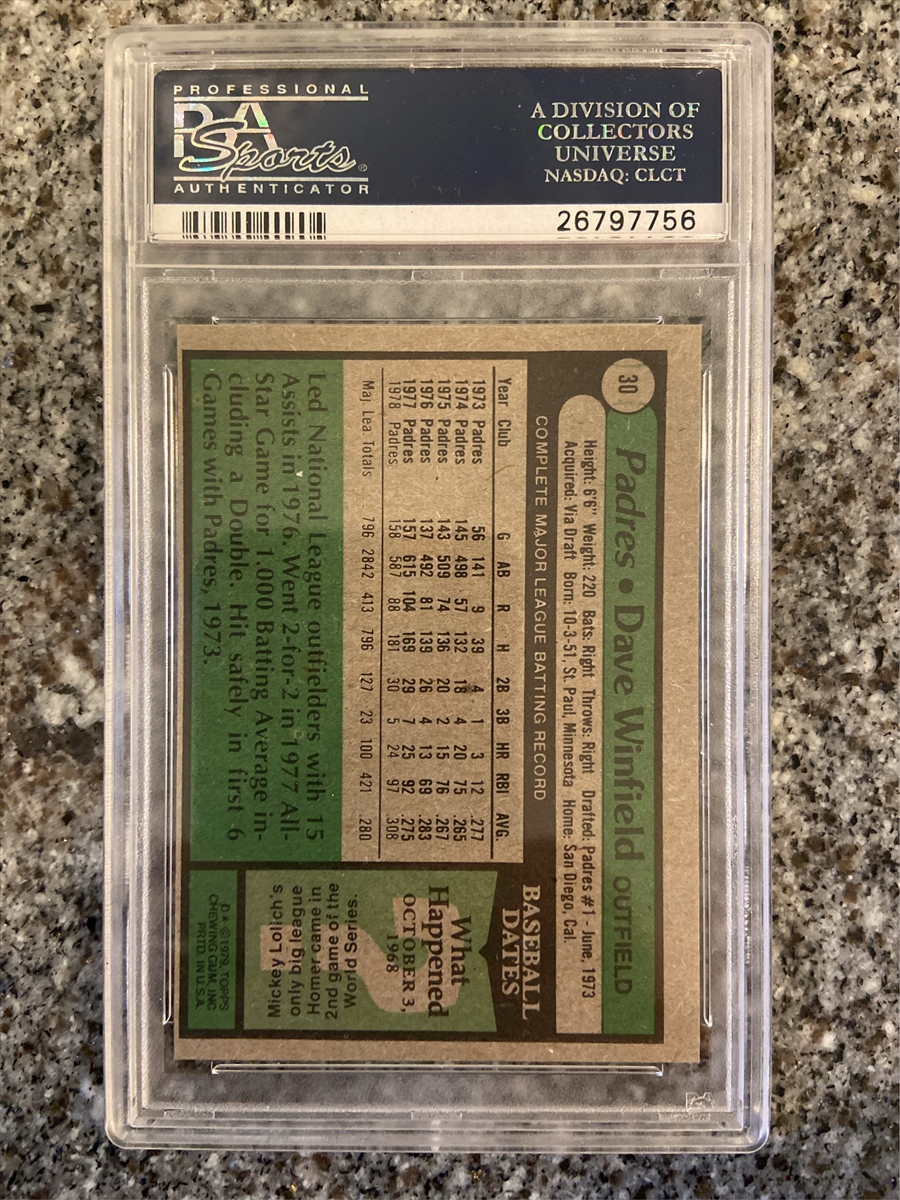 PROFESSIONAL
PSA
Sports®
AUTHENTICATOR
A DIVISION OF
COLLECTORS
UNIVERSE
NASDAQ: CLCT
26797756
30
Padres • Dave Winfield OUTFIELD
Height: 6'6" Weight: 220 Bats: Right Throws: Right Drafted: Padres #1 - June, 1973
Acquired: Via Draft Born: 10-3-51, St. Paul, Minnesota Home: San Diego, Cal.
COMPLETE MAJOR LEAGUE BATTING RECORD
Year Club G AB R H 2B 3B HR RBI AVG.
1973 Padres 56 141 9 39 4 1 3 12 .277
1974 Padres 145 498 57 132 18 4 20 75 .265
1975 Padres 143 509 74 136 20 2 15 76 .267
1976 Padres 137 492 81 139 26 4 13 69 .283
1977 Padres 157 615 104 169 29 7 25 92 .275
1978 Padres 158 587 88 181 30 5 24 97 .308
Maj. Lea. Totals 796 2842 413 796 127 23 100 421 .280
Led National League outfielders with 15
Assists in 1976. Went 2-for-2 in 1977 All-
Star Game for 1.000 Batting Average in-
cluding a Double. Hit safely in first 6
Games with Padres, 1973.
BASEBALL
DATES
What
Happened
OCTOBER 3,
1968
?
Mickey Lolich's
only big league
Homer came in
2nd game of the
World Series.
D✶ ©1979, TOPPS
CHEWING GUM, INC
PRTD. IN U.S.A.